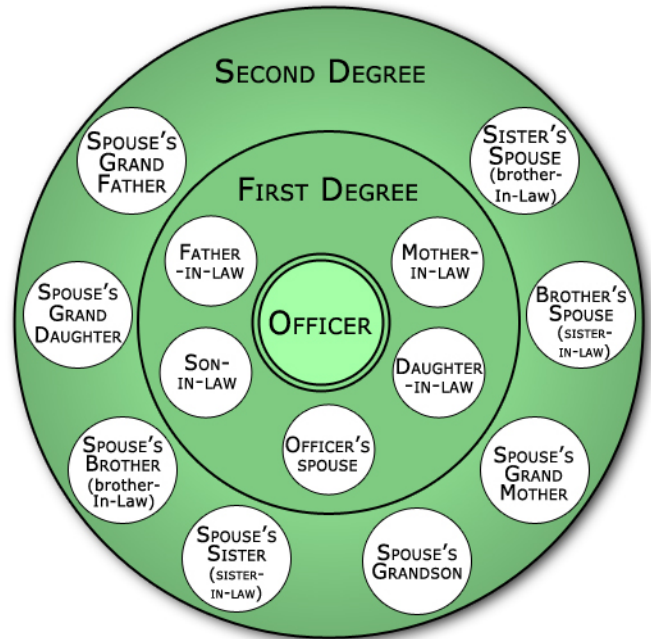 SECOND DEGREE
SPOUSE'S
GRAND
FATHER
SISTER'S
SPOUSE
(brother-
In-Law)
FIRST DEGREE
FATHER
-IN-LAW
MOTHER-
IN-LAW
SPOUSE'S
GRAND
DAUGHTER
OFFICER
BROTHER'S
SPOUSE
(SISTER-
IN-LAW)
SON-
IN-LAW
DAUGHTER
-IN-LAW
OFFICER'S
SPOUSE
SPOUSE'S
BROTHER
(brother-
In-Law)
SPOUSE'S
GRAND
MOTHER
SPOUSE'S
SISTER
(SISTER-
IN-LAW)
SPOUSE'S
GRANDSON